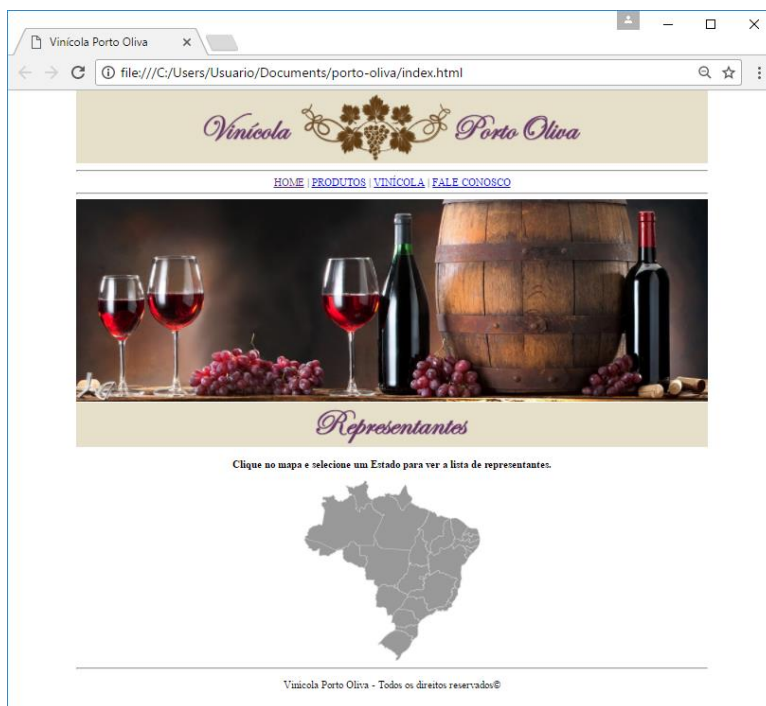 Vinícola Porto Oliva
file:///C:/Users/Usuario/Documents/porto-oliva/index.html
Vinícola Porto Oliva
HOME | PRODUTOS | VINÍCOLA | FALE CONOSCO
Representantes
Clique no mapa e selecione um Estado para ver a lista de representantes.
Vinicola Porto Oliva - Todos os direitos reservados©